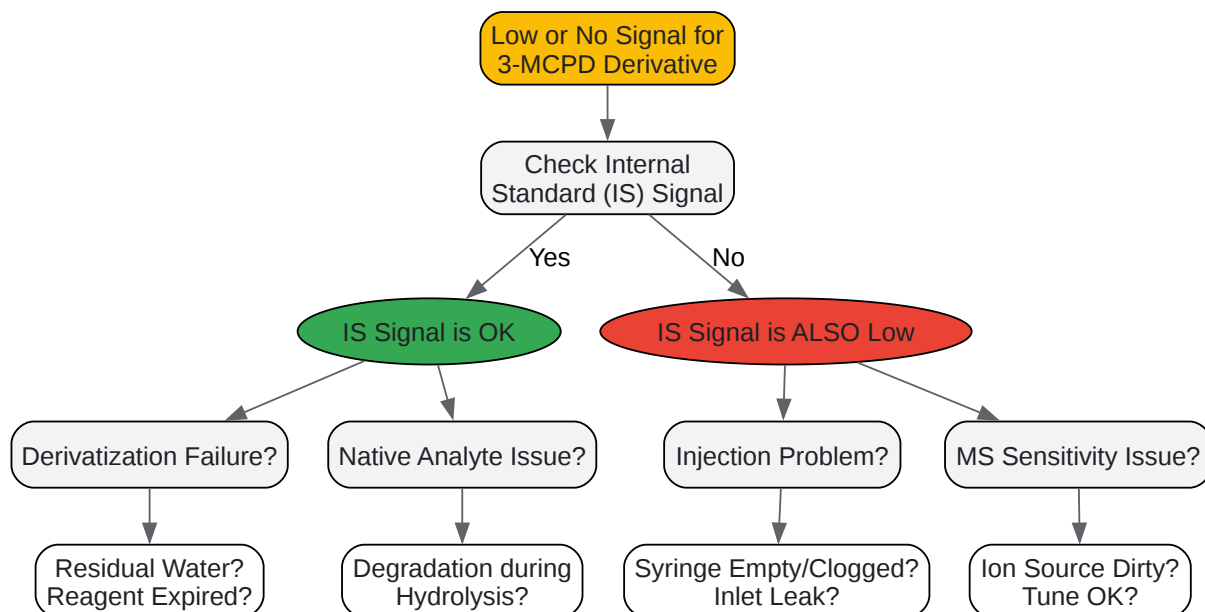 Low or No Signal for
3-MCPD Derivative
Check Internal
Standard (IS) Signal
Yes
No
IS Signal is OK
IS Signal is ALSO Low
Derivatization Failure?
Native Analyte Issue?
Injection Problem?
MS Sensitivity Issue?
Residual Water?
Reagent Expired?
Degradation during
Hydrolysis?
Syringe Empty/Clogged?
Inlet Leak?
Ion Source Dirty?
Tune OK?